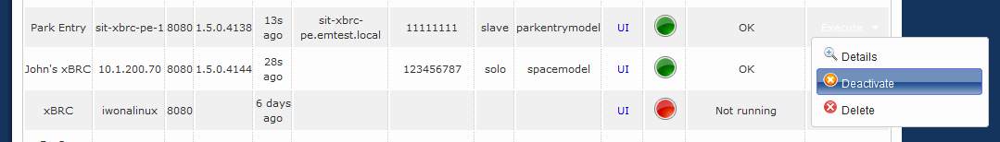 Park Entry sit-xbrc-pe-1 8080 1.5.0.4138 13s ago sit-xbrc-pe.emtest.local 11111111 slave parkentrymodel UI OK Execute
John's xBRC 10.1.200.70 8080 1.5.0.4144 28s ago 123456787 solo spacemodel UI OK
xBRC iwonalinux 8080 6 days ago UI Not running
Details
Deactivate
Delete